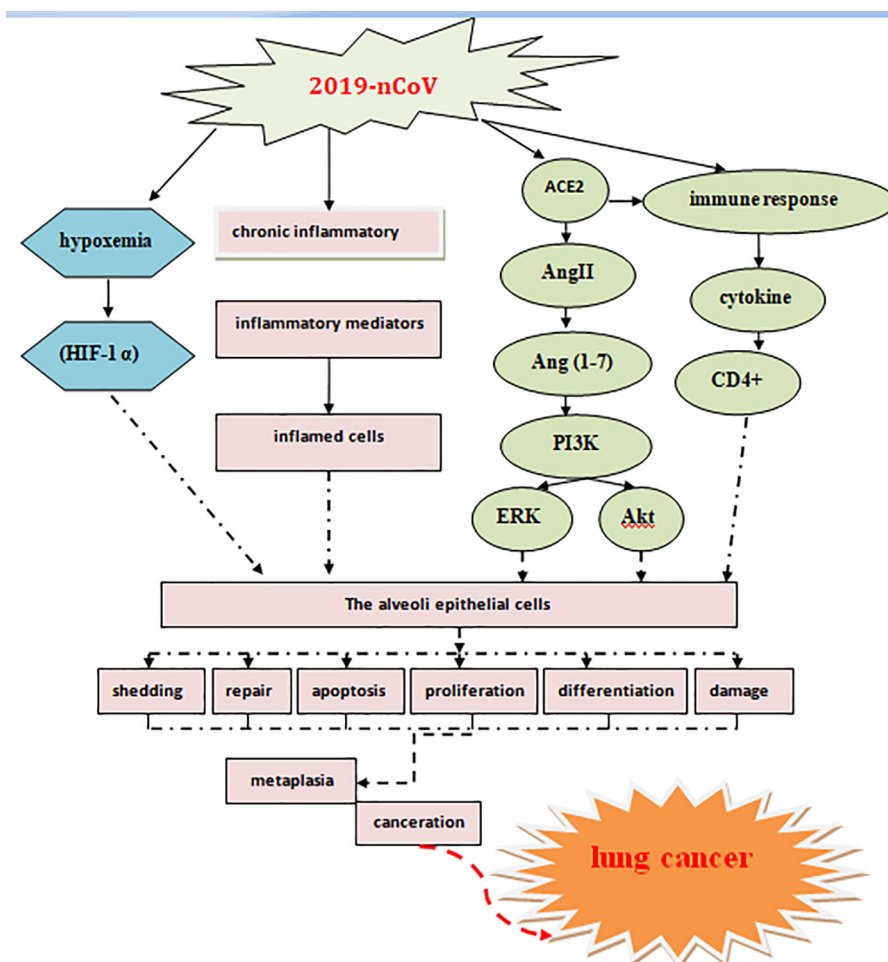 2019-nCoV
ACE2
immune response
hypoxemia
chronic inflammatory
AngII
cytokine
inflammatory mediators
(HIF-1 α)
Ang (1-7)
CD4+
inflamed cells
PI3K
ERK
Akt
The alveoli epithelial cells
shedding
repair
apoptosis
proliferation
differentiation
damage
metaplasia
canceration
lung cancer